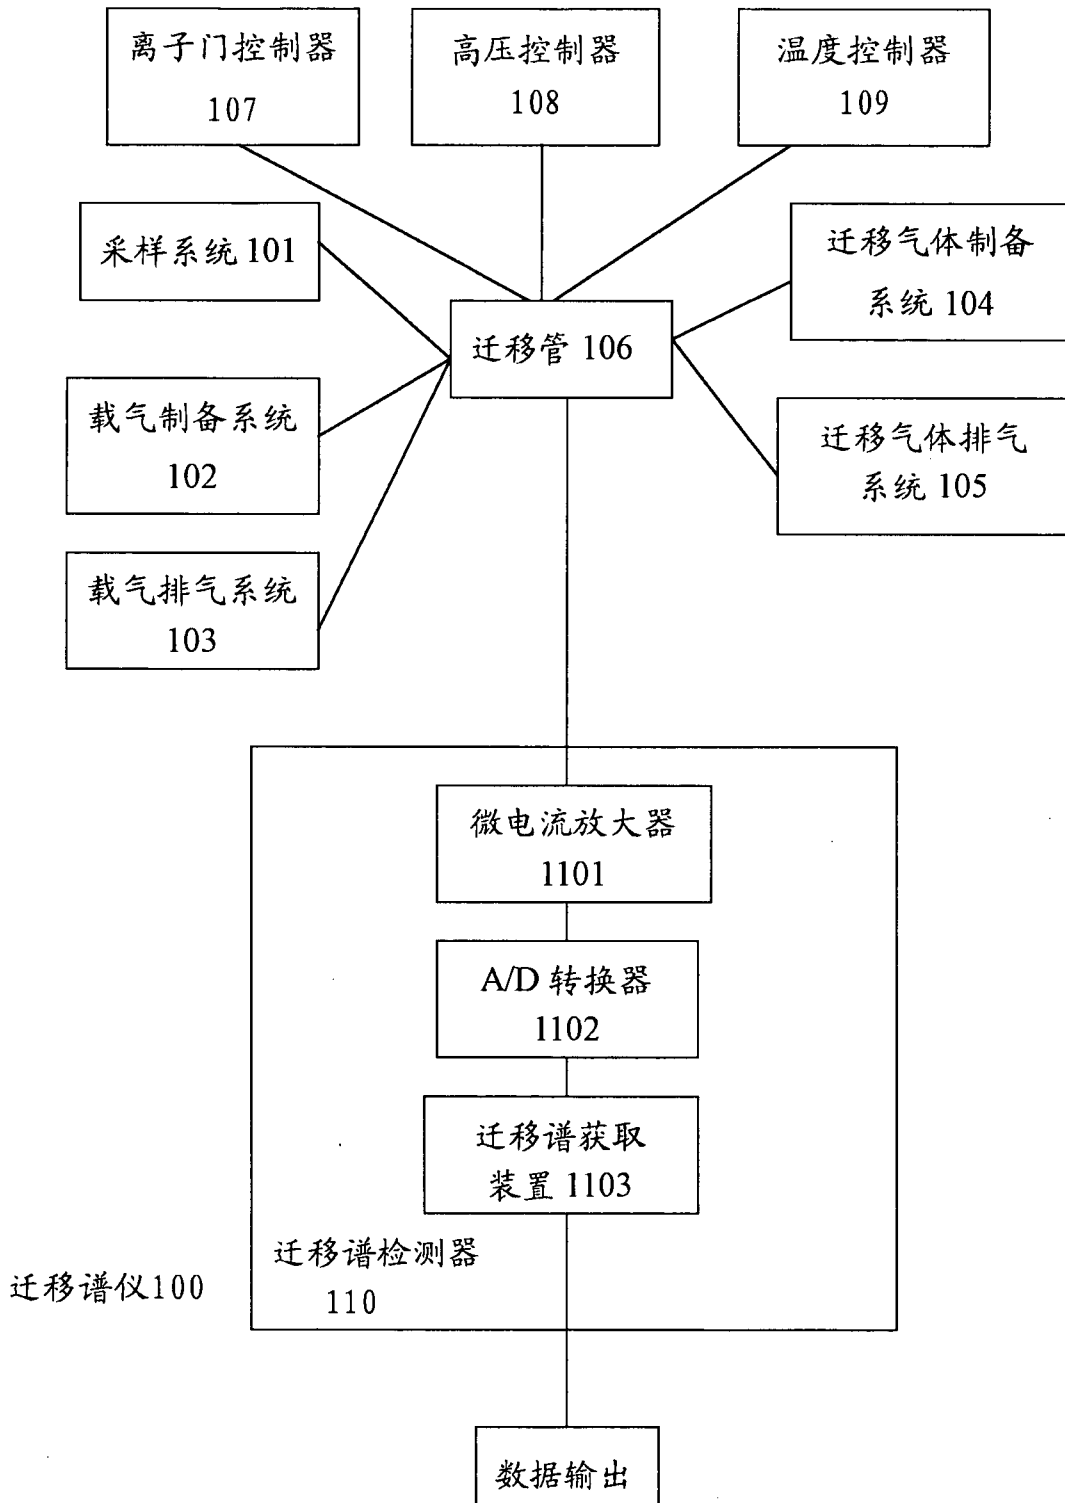 离子门控制器
107
高压控制器
108
温度控制器
109
采样系统 101
迁移气体制备
系统 104
迁移管 106
载气制备系统
102
迁移气体排气
系统 105
载气排气系统
103
微电流放大器
1101
A/D 转换器
1102
迁移谱获取
装置 1103
迁移谱检测器
110
迁移谱仪100
数据输出